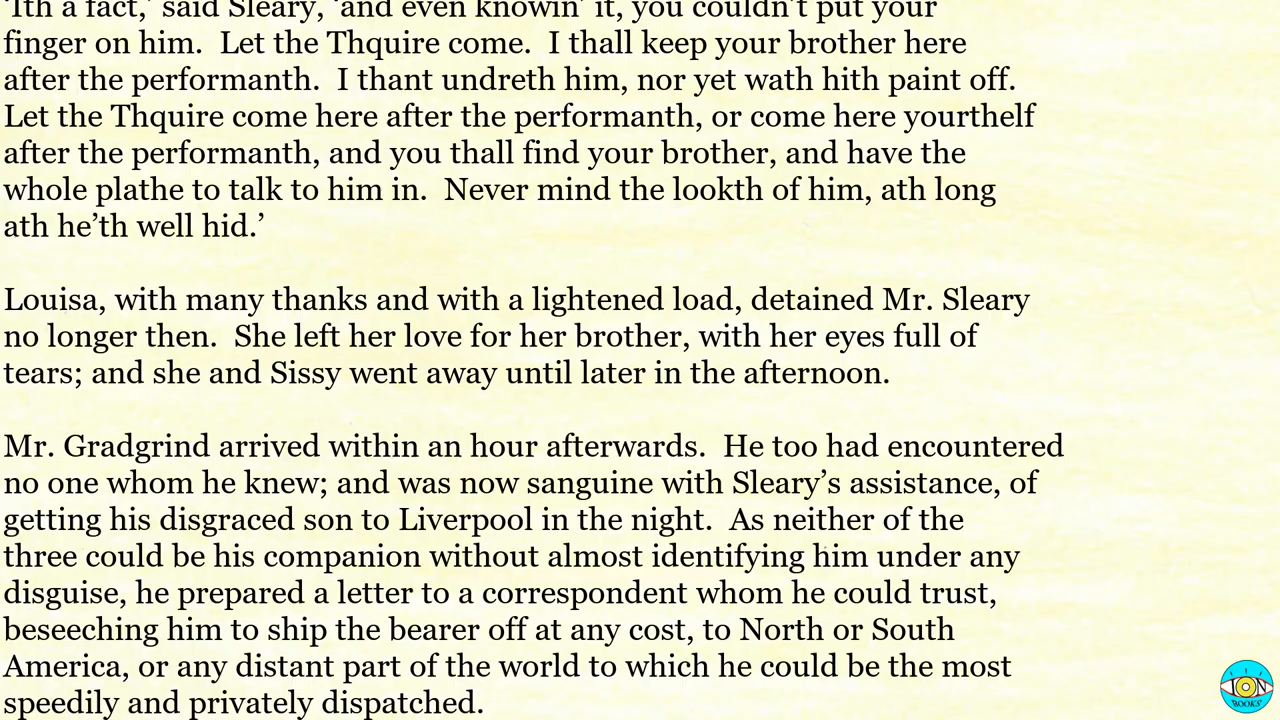 ‘Ith a fact,’ said Sleary, ‘and even knowin’ it, you couldn’t put your
finger on him.  Let the Thquire come.  I thall keep your brother here
after the performanth.  I thant undreth him, nor yet wath hith paint off.
Let the Thquire come here after the performanth, or come here yourthelf
after the performanth, and you thall find your brother, and have the
whole plathe to talk to him in.  Never mind the lookth of him, ath long
ath he’th well hid.’
Louisa, with many thanks and with a lightened load, detained Mr. Sleary
no longer then.  She left her love for her brother, with her eyes full of
tears; and she and Sissy went away until later in the afternoon.
Mr. Gradgrind arrived within an hour afterwards.  He too had encountered
no one whom he knew; and was now sanguine with Sleary’s assistance, of
getting his disgraced son to Liverpool in the night.  As neither of the
three could be his companion without almost identifying him under any
disguise, he prepared a letter to a correspondent whom he could trust,
beseeching him to ship the bearer off at any cost, to North or South
America, or any distant part of the world to which he could be the most
speedily and privately dispatched.
ION
BOOKS